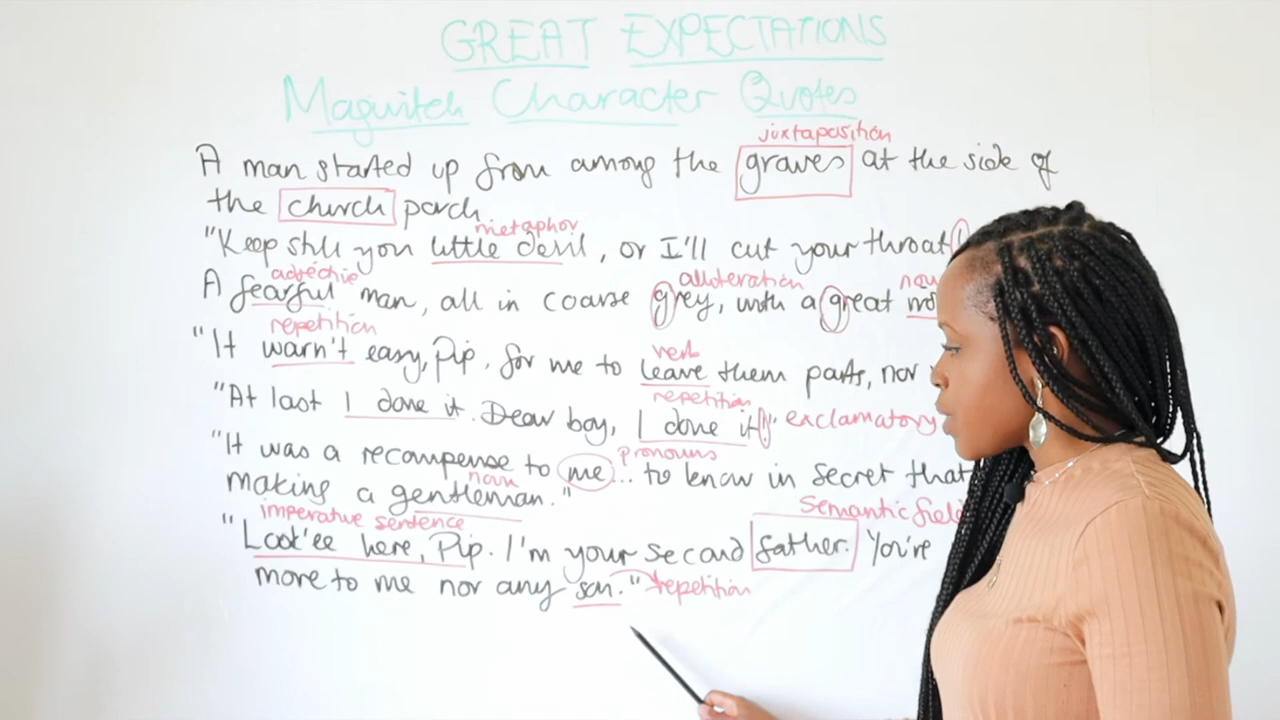 GREAT EXPECTATIONS
Magwitch Character Quotes
juxtaposition
A man started up from among the graves at the side of
the church porch.
metaphor
"Keep still you little devil, or I'll cut your throat
adjective alliteration
A fearful man, all in coarse grey, with a great
repetition verb
"It warn't easy, Pip, for me to leave them parts, nor
repetition
"At last I done it. Dear boy, I done it!" exclamatory
pronouns
"It was a recompense to me... to know in secret that
noun
making a gentleman."
imperative sentence Semantic field
"Look'ee here, Pip. I'm your second father. You're
more to me nor any son." repetition